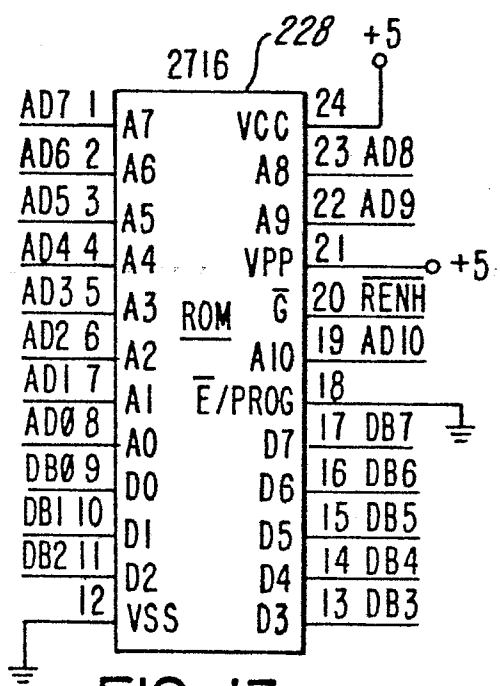 228
+5
2716
AD7 1 A7 VCC 24
AD6 2 A6 A8 23 AD8
AD5 3 A5 A9 22 AD9
AD4 4 A4 VPP 21 +5
AD3 5 A3 ROM G̅ 20 R̅E̅N̅H̅
AD2 6 A2 A10 19 AD10
AD1 7 A1 E̅/PROG 18
ADØ 8 A0 D7 17 DB7
DBØ 9 D0 D6 16 DB6
DB1 10 D1 D5 15 DB5
DB2 11 D2 D4 14 DB4
12 VSS D3 13 DB3